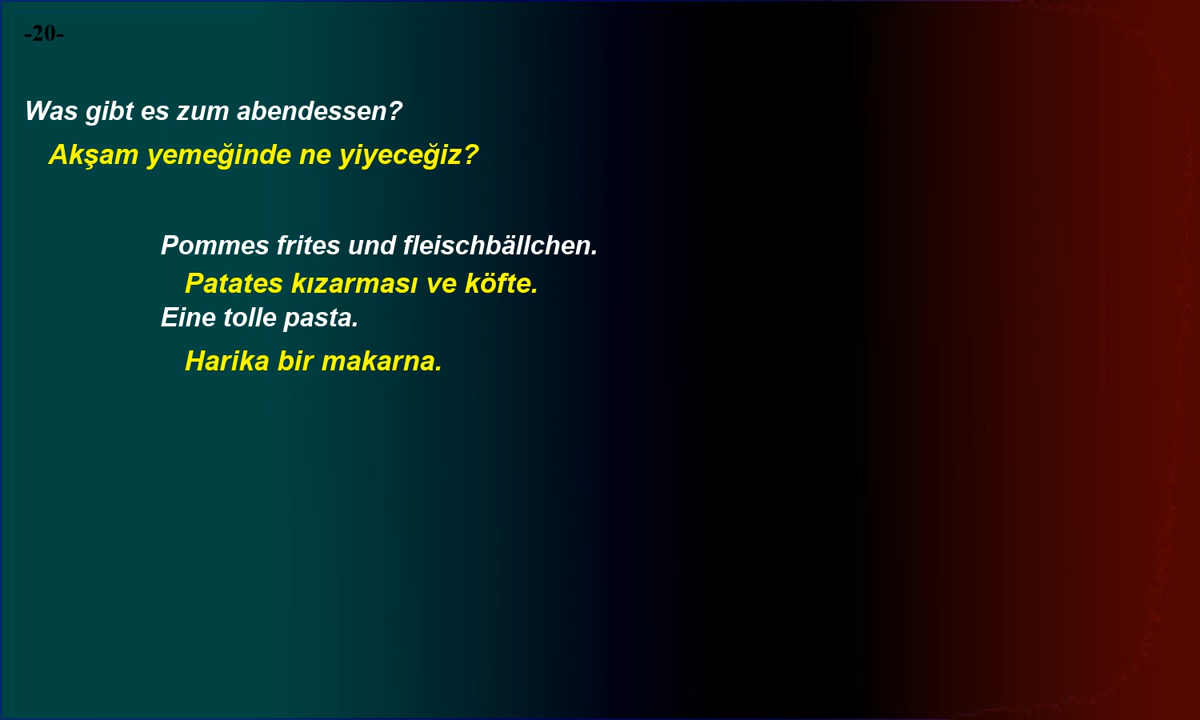 -20-
Was gibt es zum abendessen?
Akşam yemeğinde ne yiyeceğiz?
Pommes frites und fleischbällchen.
Patates kızarması ve köfte.
Eine tolle pasta.
Harika bir makarna.